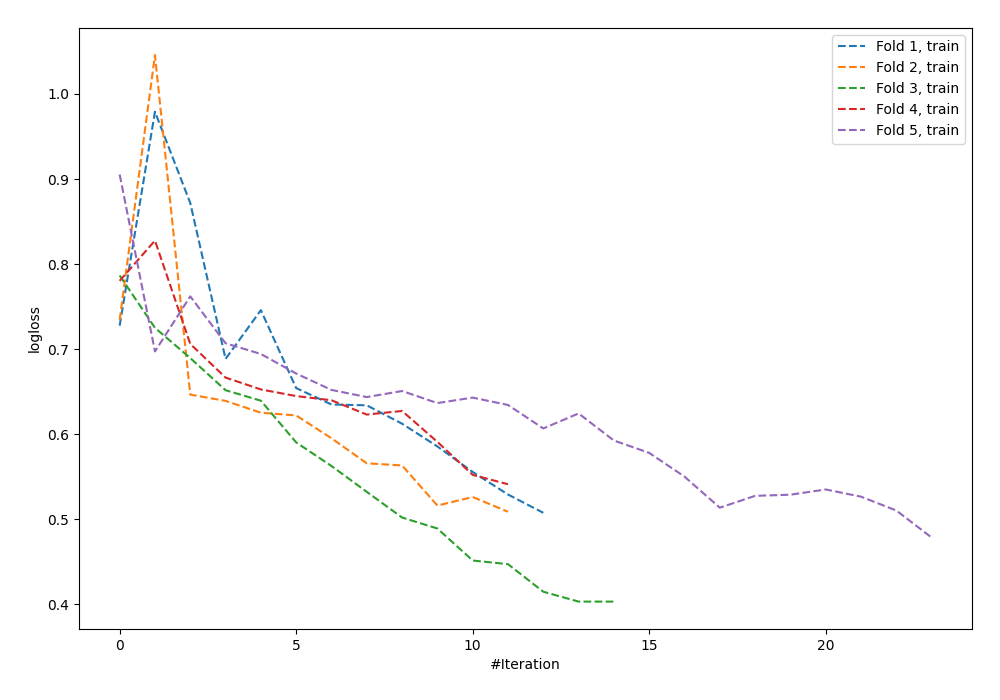 Fold 1, train
Fold 2, train
Fold 3, train
Fold 4, train
Fold 5, train
1.0
0.9
0.8
0.7
0.6
0.5
0.4
logloss
0 5 10 15 20
#Iteration